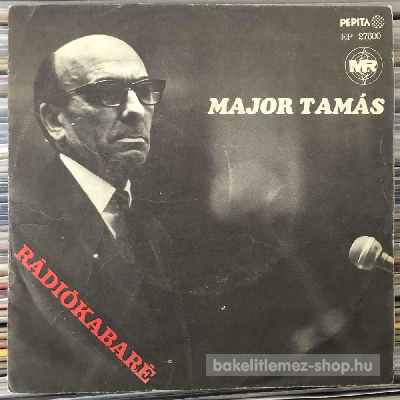 PEPITA
EP 27600
MR
MAJOR TAMÁS
RÁDIÓKABARÉ
bakelitlemez-shop.hu